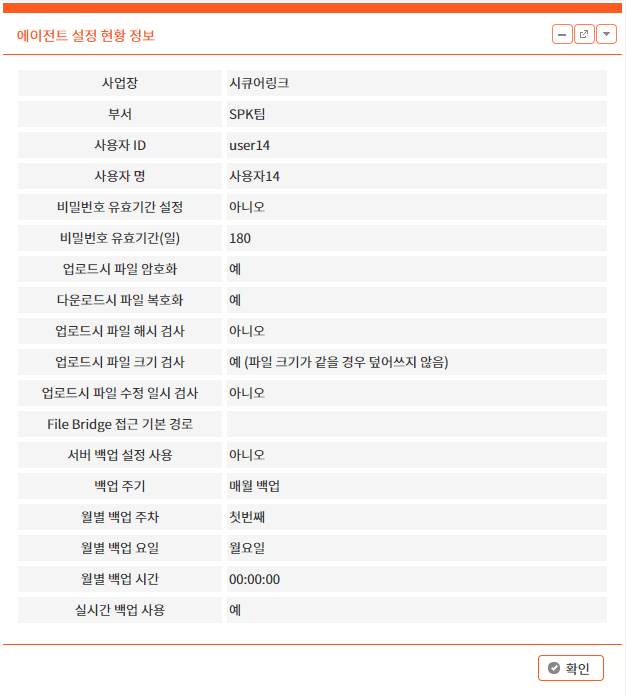 에이전트 설정 현황 정보
사업장 시큐어링크
부서 SPK팀
사용자 ID user14
사용자 명 사용자14
비밀번호 유효기간 설정 아니오
비밀번호 유효기간(일) 180
업로드시 파일 암호화 예
다운로드시 파일 복호화 예
업로드시 파일 해시 검사 아니오
업로드시 파일 크기 검사 예 (파일 크기가 같을 경우 덮어쓰지 않음)
업로드시 파일 수정 일시 검사 아니오
File Bridge 접근 기본 경로
서버 백업 설정 사용 아니오
백업 주기 매월 백업
월별 백업 주차 첫번째
월별 백업 요일 월요일
월별 백업 시간 00:00:00
실시간 백업 사용 예
확인